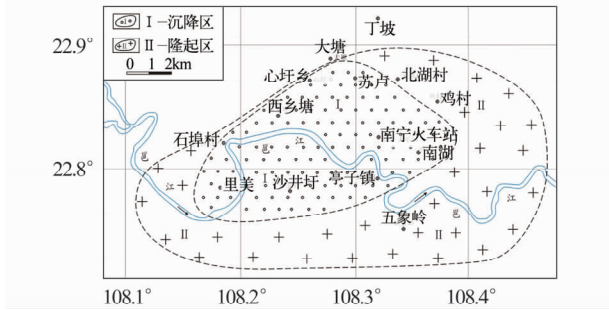 I－沉降区
II－隆起区
0 1 2km
丁坡
22.9°
大塘
心圩乡
苏卢
北湖村
I
鸡村
II
西乡塘
石埠村
邕
江
南宁火车站
南湖
22.8°
邕
江
里美
I
沙井圩
亭子镇
II
五象岭
邕
江
II
108.1°
108.2°
108.3°
108.4°